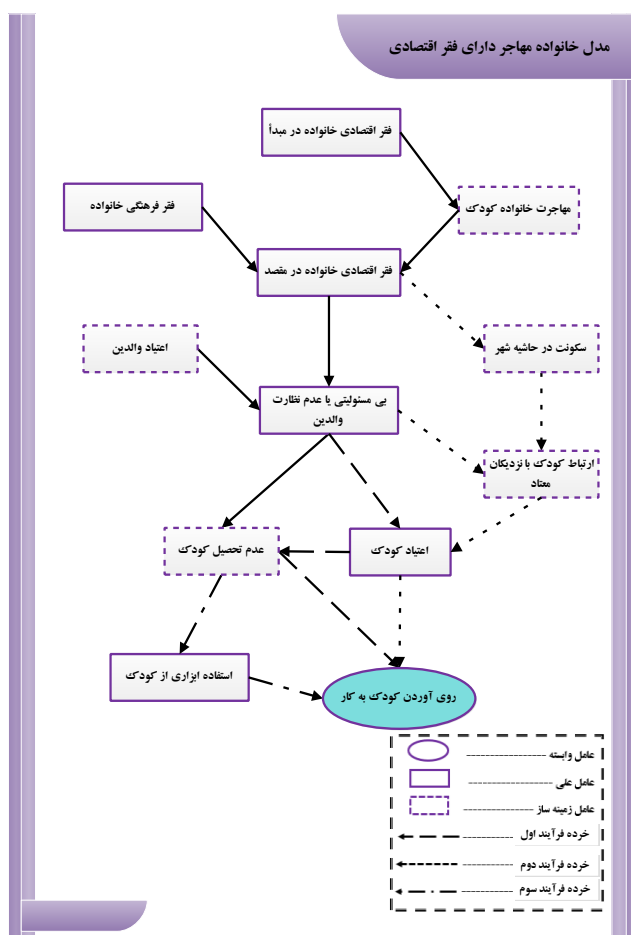 مدل خانواده مهاجر دارای فقر اقتصادی
فقر اقتصادی خانواده در مبدأ
مهاجرت خانواده کودک
فقر فرهنگی خانواده
فقر اقتصادی خانواده در مقصد
سکونت در حاشیه شهر
اعتیاد والدین
بی مسئولیتی یا عدم نظارت
والدین
ارتباط کودک با نزدیکان
معتاد
اعتیاد کودک
عدم تحصیل کودک
استفاده ابزاری از کودک
روی آوردن کودک به کار
عامل وابسته
عامل علی
عامل زمینه ساز
خرده فرآیند اول
خرده فرآیند دوم
خرده فرآیند سوم